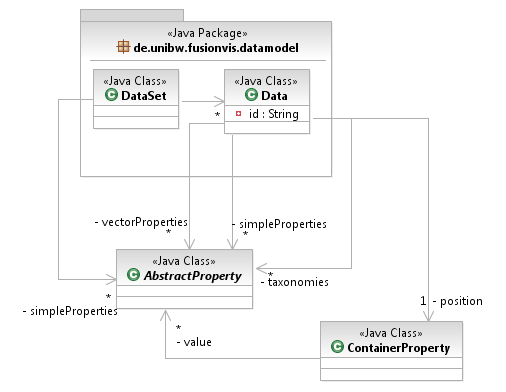 «Java Package»
de.unibw.fusionvis.datamodel
«Java Class»
DataSet
«Java Class»
Data
id : String
*
- vectorProperties
*
- simpleProperties
*
«Java Class»
AbstractProperty
*
- taxonomies
*
- simpleProperties
1 - position
*
- value
«Java Class»
ContainerProperty